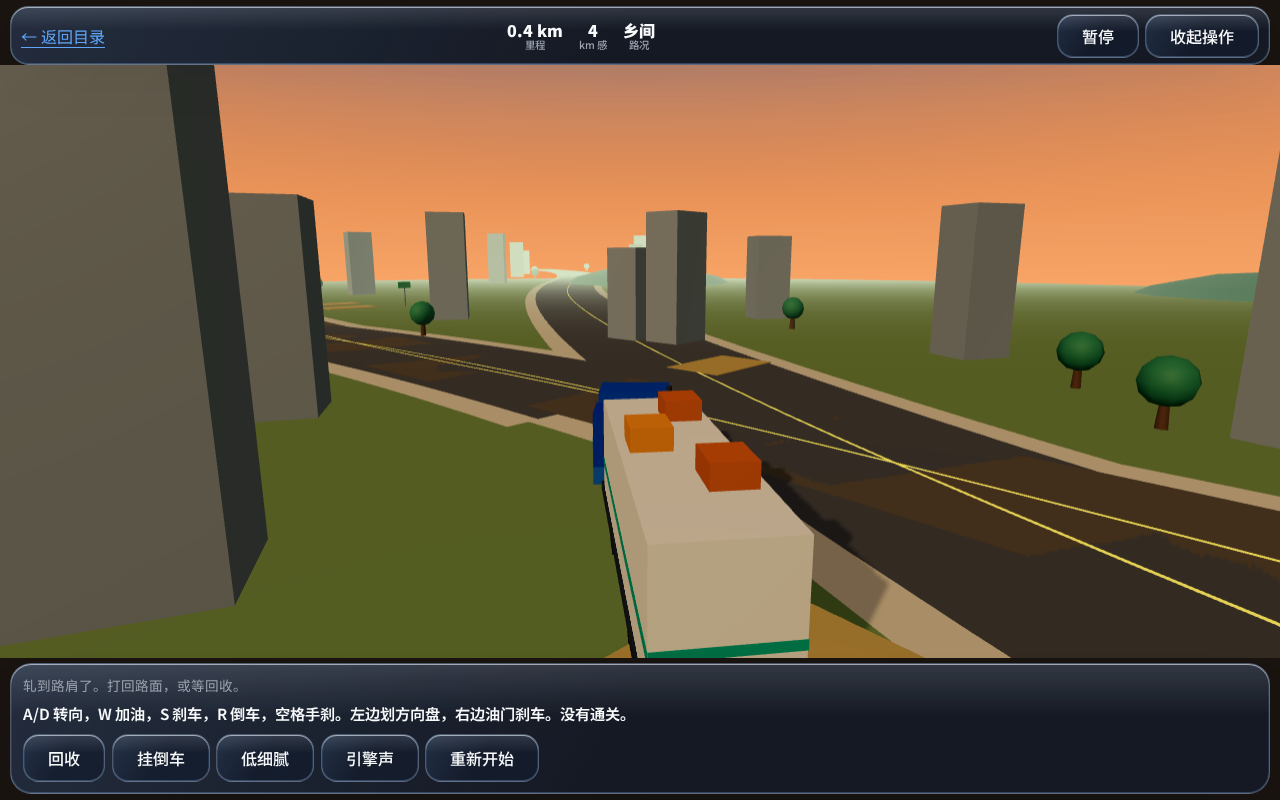 ← 返回目录
0.4 km
里程
4
km 感
乡间
路况
暂停
收起操作
轧到路肩了。打回路面，或等回收。
A/D 转向，W 加油，S 刹车，R 倒车，空格手刹。左边划方向盘，右边油门刹车。没有通关。
回收
挂倒车
低细腻
引擎声
重新开始